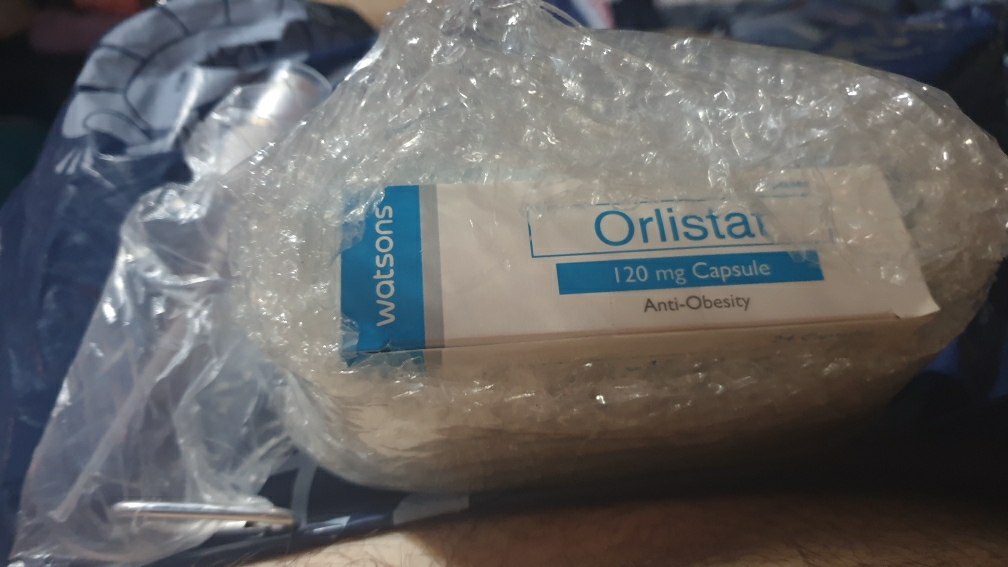 watsons
Orlistat
120 mg Capsule
Anti-Obesity